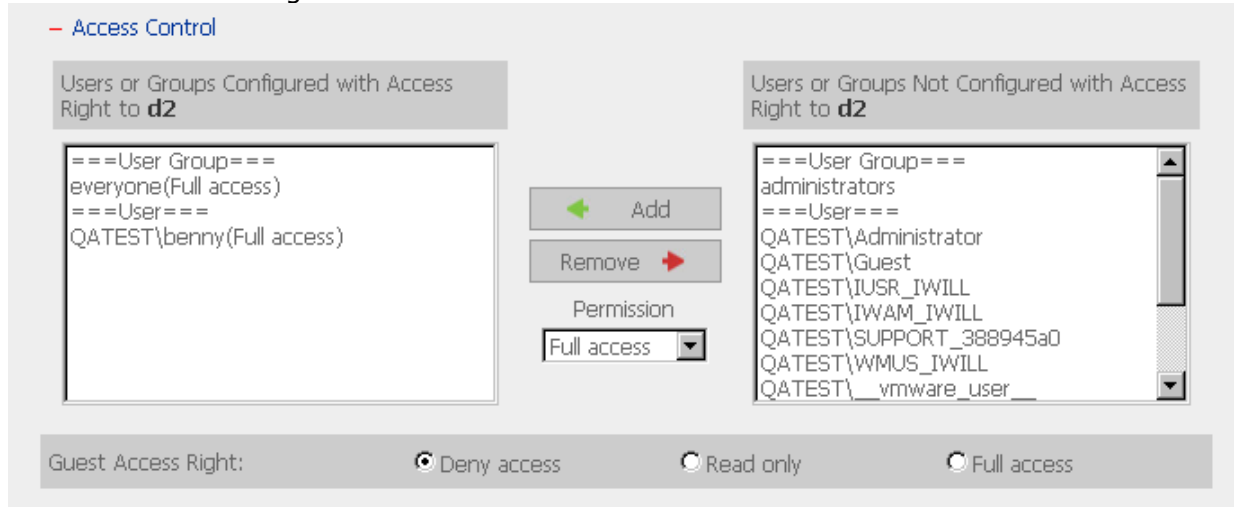 – Access Control
Users or Groups Configured with Access
Right to d2
===User Group===
everyone(Full access)
===User===
QATEST\benny(Full access)
Add
Remove
Permission
Full access
Users or Groups Not Configured with Access
Right to d2
===User Group===
administrators
===User===
QATEST\Administrator
QATEST\Guest
QATEST\IUSR_IWILL
QATEST\IWAM_IWILL
QATEST\SUPPORT_388945a0
QATEST\WMUS_IWILL
QATEST\__vmware_user__
Guest Access Right: Deny access Read only Full access